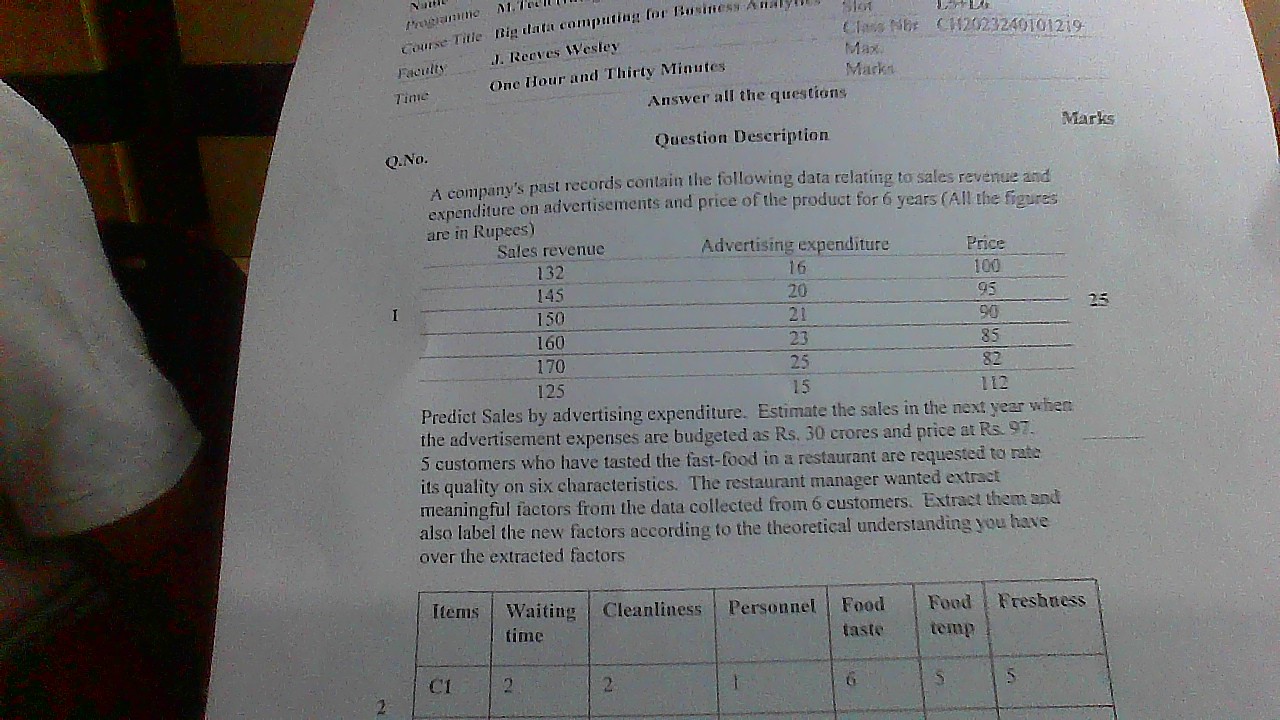 Name
Programme M.Tech
Course Title Big data computing for Business Analytics Slot L5+L6
Faculty J. Reeves Wesley Class Nbr CH2023240101219
Time One Hour and Thirty Minutes Max. Marks
Answer all the questions
Q.No. Question Description Marks
A company's past records contain the following data relating to sales revenue and
expenditure on advertisements and price of the product for 6 years (All the figures
are in Rupees)
Sales revenue Advertising expenditure Price
132 16 100
145 20 95
1 150 21 90 25
160 23 85
170 25 82
125 15 112
Predict Sales by advertising expenditure. Estimate the sales in the next year when
the advertisement expenses are budgeted as Rs. 30 crores and price at Rs. 97.
5 customers who have tasted the fast-food in a restaurant are requested to rate
its quality on six characteristics. The restaurant manager wanted extract
meaningful factors from the data collected from 6 customers. Extract them and
also label the new factors according to the theoretical understanding you have
over the extracted factors
Items Waiting time Cleanliness Personnel Food taste Food temp Freshness
C1 2 2 1 6 5 5
2